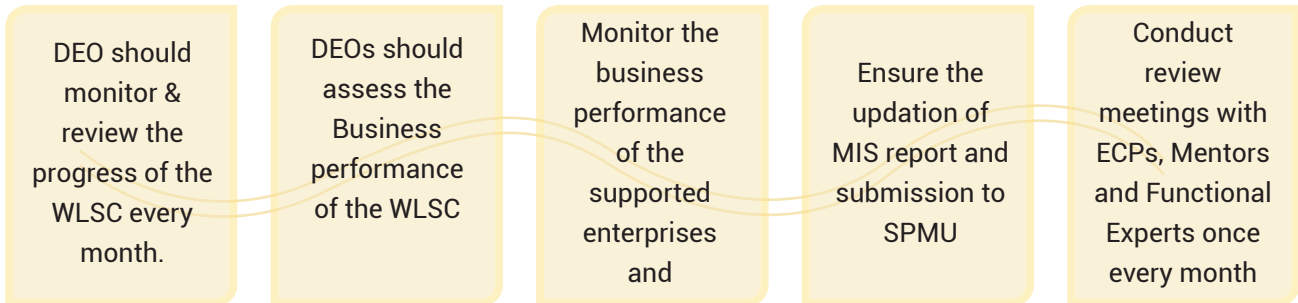 DEO should
monitor &
review the
progress of the
WLSC every
month.
DEOs should
assess the
Business
performance
of the WLSC
Monitor the
business
performance
of the
supported
enterprises
and
Ensure the
updation of
MIS report and
submission to
SPMU
Conduct
review
meetings with
ECPs, Mentors
and Functional
Experts once
every month